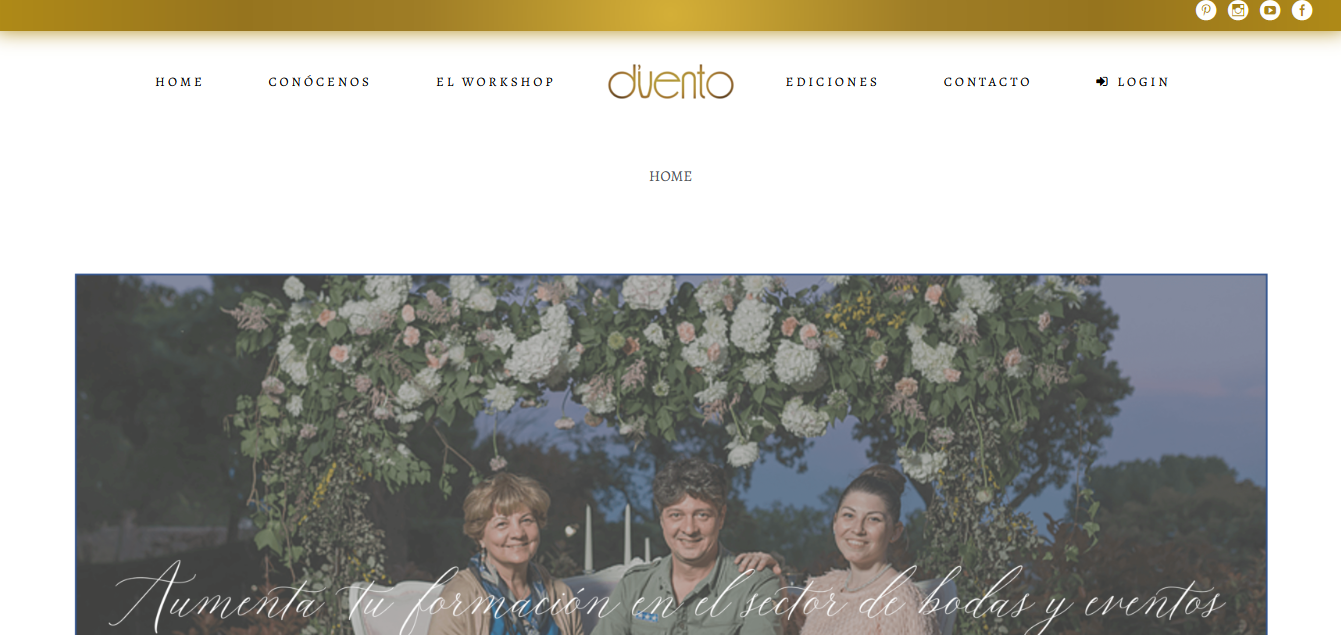 HOME CONÓCENOS EL WORKSHOP d'uento EDICIONES CONTACTO LOGIN
HOME
Aumenta tu formación en el sector de bodas y eventos